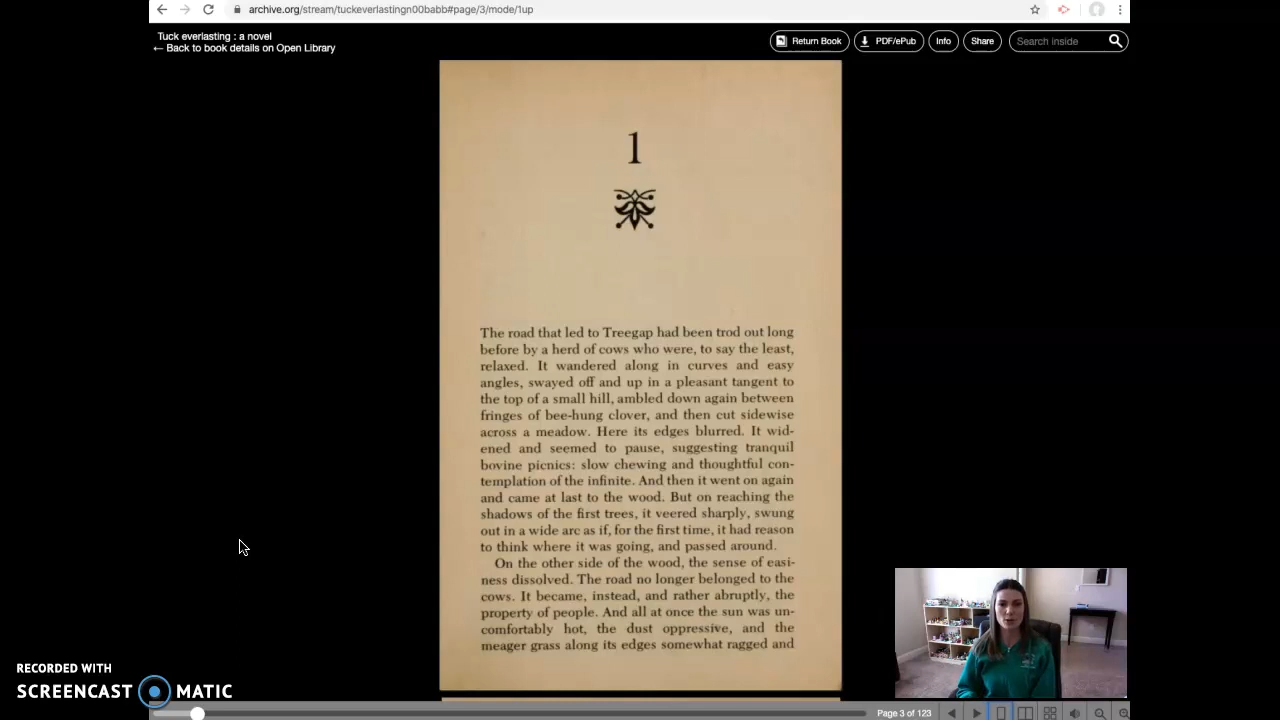 archive.org/stream/tuckeverlastingn00babb#page/3/mode/1up
Tuck everlasting : a novel
← Back to book details on Open Library
Return Book
PDF/ePub
Info
Share
Search inside
1
The road that led to Treegap had been trod out long
before by a herd of cows who were, to say the least,
relaxed. It wandered along in curves and easy
angles, swayed off and up in a pleasant tangent to
the top of a small hill, ambled down again between
fringes of bee-hung clover, and then cut sidewise
across a meadow. Here its edges blurred. It wid-
ened and seemed to pause, suggesting tranquil
bovine picnics: slow chewing and thoughtful con-
templation of the infinite. And then it went on again
and came at last to the wood. But on reaching the
shadows of the first trees, it veered sharply, swung
out in a wide arc as if, for the first time, it had reason
to think where it was going, and passed around.
On the other side of the wood, the sense of easi-
ness dissolved. The road no longer belonged to the
cows. It became, instead, and rather abruptly, the
property of people. And all at once the sun was un-
comfortably hot, the dust oppressive, and the
meager grass along its edges somewhat ragged and
RECORDED WITH
SCREENCAST MATIC
Page 3 of 123